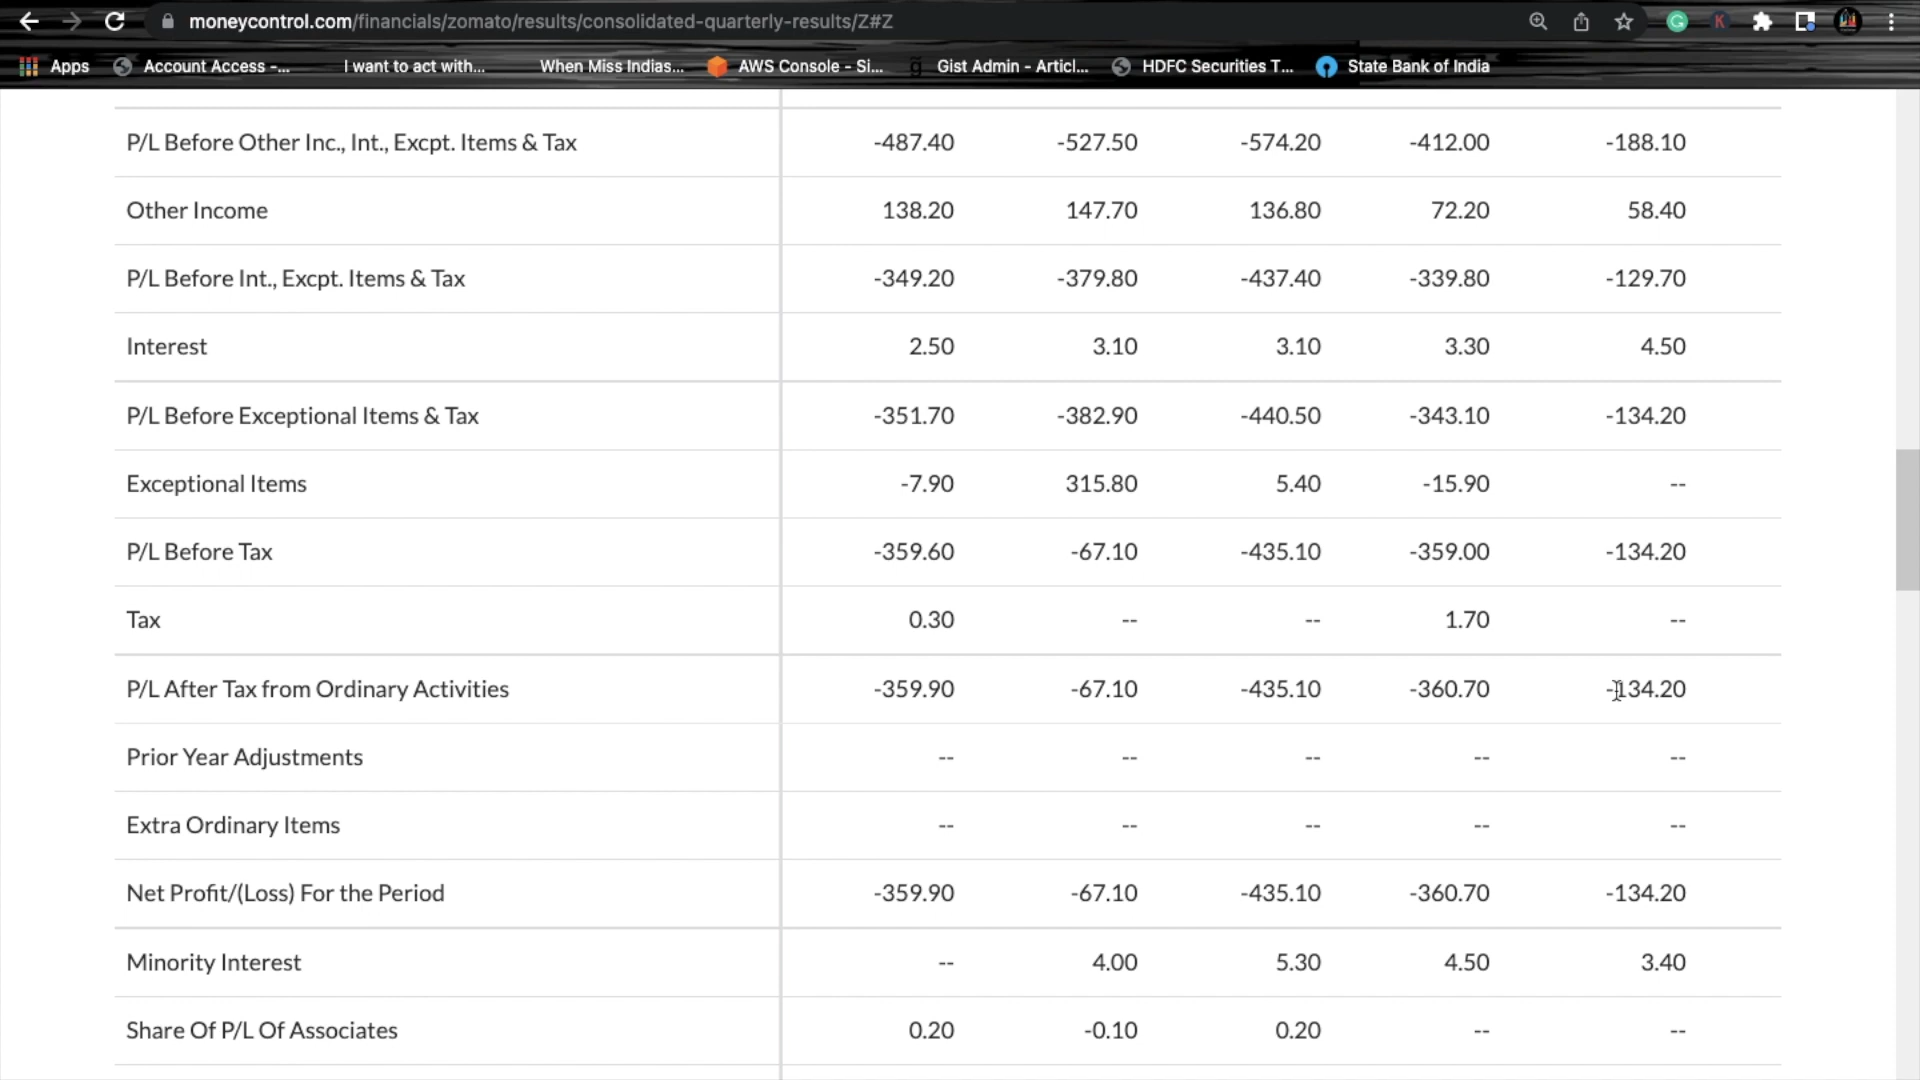 moneycontrol.com/financials/zomato/results/consolidated-quarterly-results/Z#Z
Apps Account Access -... I want to act with... When Miss Indias... AWS Console - Si... Gist Admin - Articl... HDFC Securities T... State Bank of India
P/L Before Other Inc., Int., Excpt. Items & Tax -487.40 -527.50 -574.20 -412.00 -188.10
Other Income 138.20 147.70 136.80 72.20 58.40
P/L Before Int., Excpt. Items & Tax -349.20 -379.80 -437.40 -339.80 -129.70
Interest 2.50 3.10 3.10 3.30 4.50
P/L Before Exceptional Items & Tax -351.70 -382.90 -440.50 -343.10 -134.20
Exceptional Items -7.90 315.80 5.40 -15.90 --
P/L Before Tax -359.60 -67.10 -435.10 -359.00 -134.20
Tax 0.30 -- -- 1.70 --
P/L After Tax from Ordinary Activities -359.90 -67.10 -435.10 -360.70 -134.20
Prior Year Adjustments -- -- -- -- --
Extra Ordinary Items -- -- -- -- --
Net Profit/(Loss) For the Period -359.90 -67.10 -435.10 -360.70 -134.20
Minority Interest -- 4.00 5.30 4.50 3.40
Share Of P/L Of Associates 0.20 -0.10 0.20 -- --